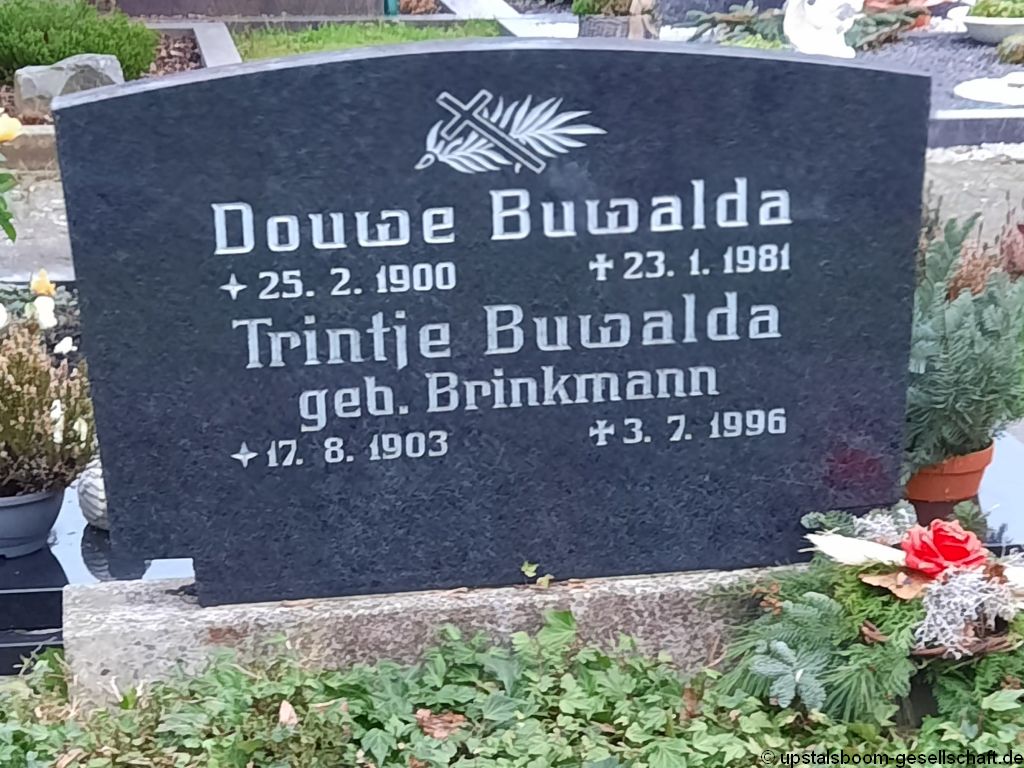 Douwe Buwalda
✦ 25. 2. 1900 ✝ 23. 1. 1981
Trintje Buwalda
geb. Brinkmann
✦ 17. 8. 1903 ✝ 3. 7. 1996
© upstalsboom-gesellschaft.de